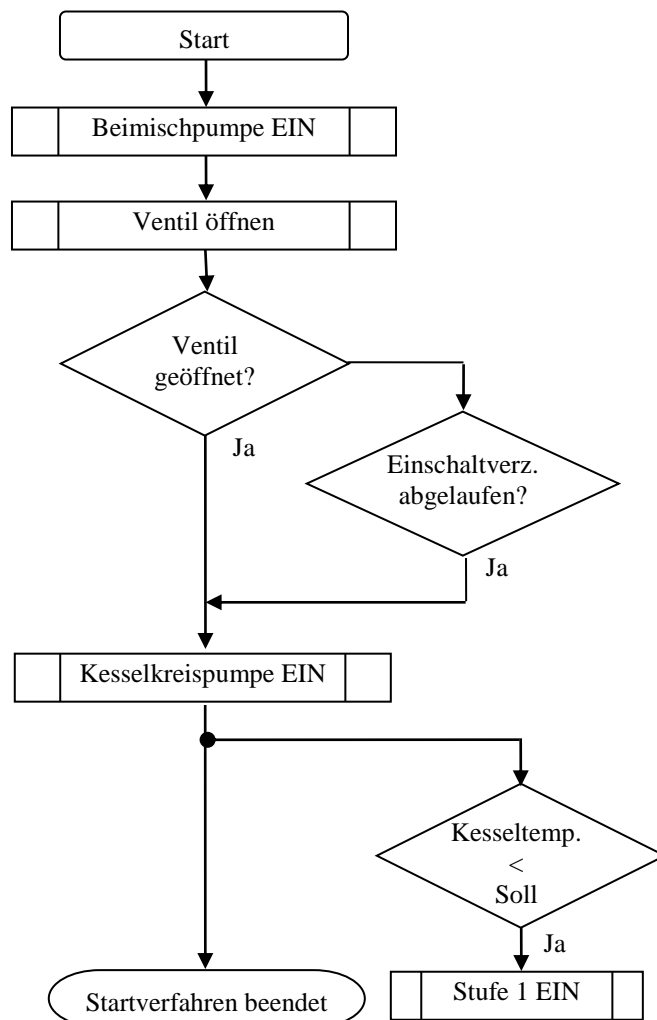 Start
Beimischpumpe EIN
Ventil öffnen
Ventil
geöffnet?
Ja
Einschaltverz.
abgelaufen?
Ja
Kesselkreispumpe EIN
Kesseltemp.
<
Soll
Ja
Stufe 1 EIN
Startverfahren beendet